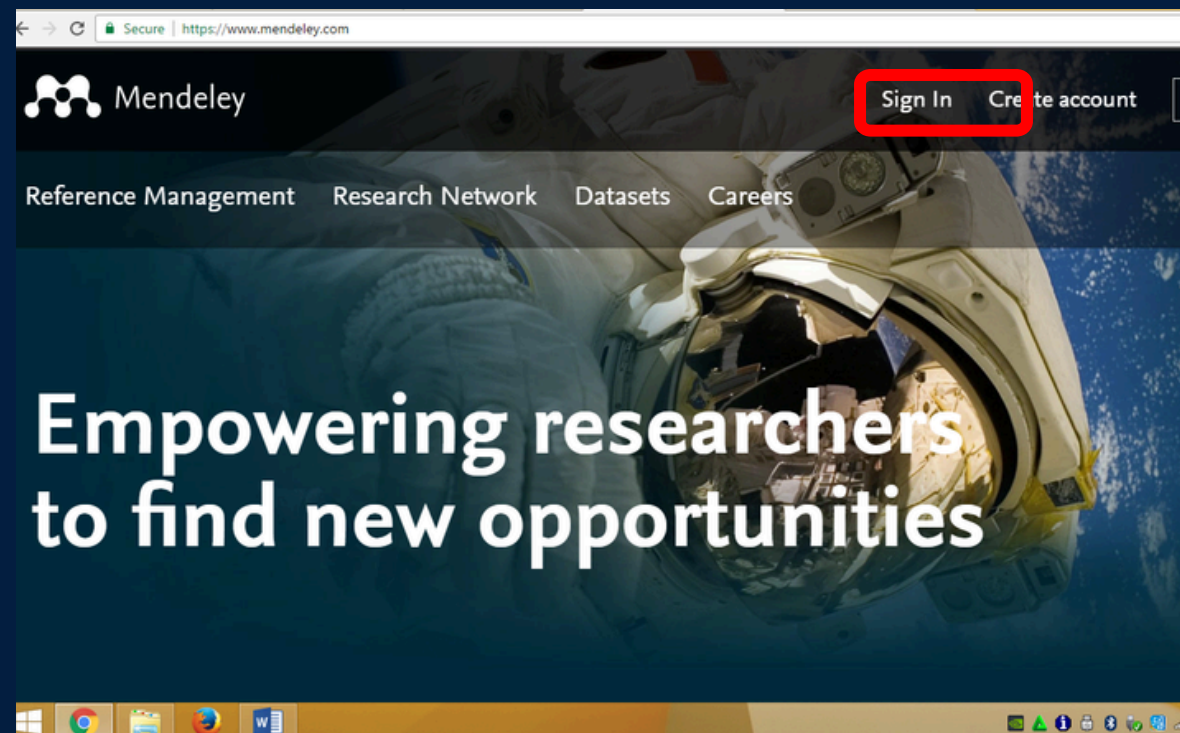 Secure | https://www.mendeley.com
Mendeley
Sign In Create account
Reference Management Research Network Datasets Careers
Empowering researchers
to find new opportunities